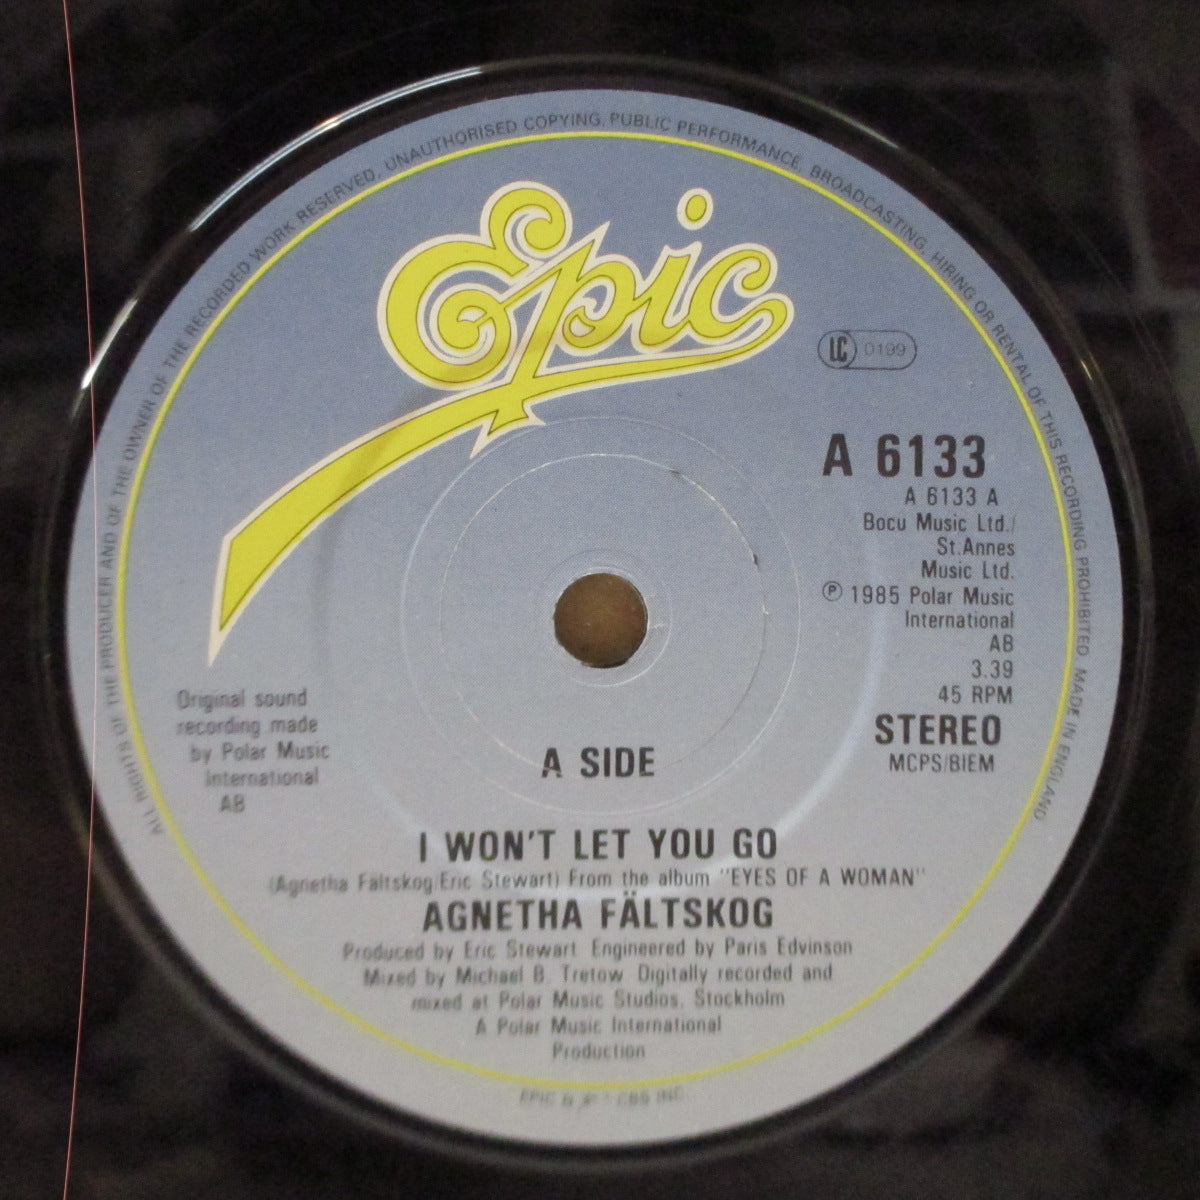 ALL RIGHTS OF THE PRODUCER AND OF THE OWNER OF THE RECORDED WORK RESERVED. UNAUTHORISED COPYING, PUBLIC PERFORMANCE, BROADCASTING, HIRING OR RENTAL OF THIS RECORDING PROHIBITED. MADE IN ENGLAND
Epic
LC 0199
A 6133
A 6133 A
Bocu Music Ltd./
St.Annes
Music Ltd.
℗ 1985 Polar Music
International
AB
3.39
45 RPM
STEREO
MCPS/BIEM
Original sound
recording made
by Polar Music
International
AB
A SIDE
I WON'T LET YOU GO
(Agnetha Fältskog/Eric Stewart) From the album "EYES OF A WOMAN"
AGNETHA FÄLTSKOG
Produced by Eric Stewart Engineered by Paris Edvinson
Mixed by Michael B. Tretow Digitally recorded and
mixed at Polar Music Studios, Stockholm
A Polar Music International
Production
EPIC & CBS INC.